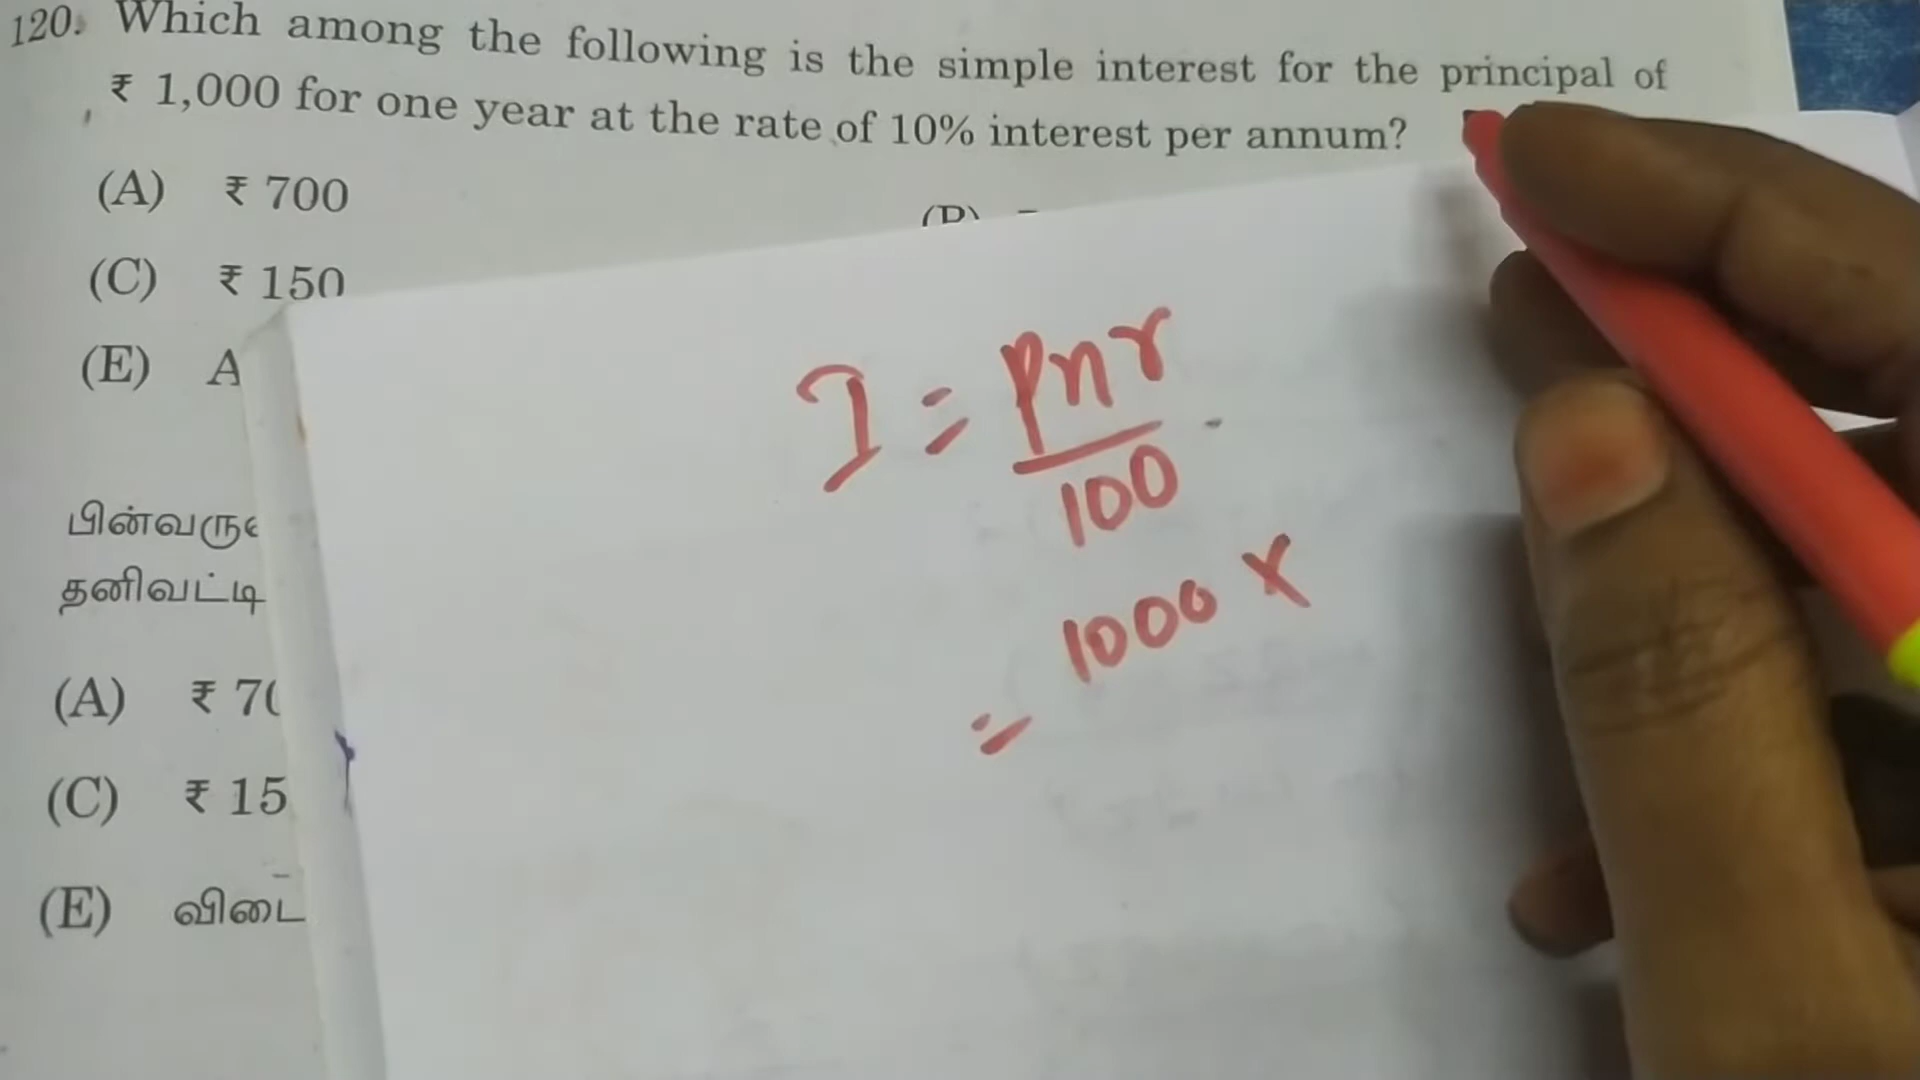 120. Which among the following is the simple interest for the principal of
₹ 1,000 for one year at the rate of 10% interest per annum?
(A) ₹ 700
(C) ₹ 150
(E) A
I = pnr
100
1000 ×
=
பின்வரு
தனிவட்டி
(A) ₹ 70
(C) ₹ 15
(E) விடை